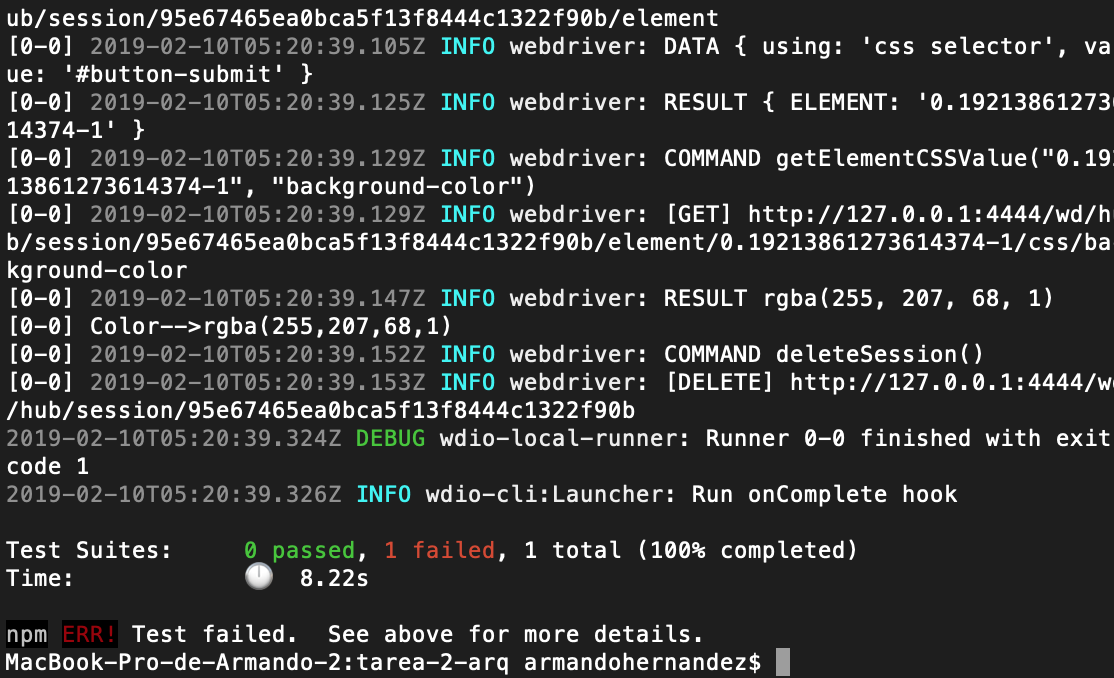 ub/session/95e67465ea0bca5f13f8444c1322f90b/element
[0-0] 2019-02-10T05:20:39.105Z INFO webdriver: DATA { using: 'css selector', va
ue: '#button-submit' }
[0-0] 2019-02-10T05:20:39.125Z INFO webdriver: RESULT { ELEMENT: '0.192138612736
14374-1' }
[0-0] 2019-02-10T05:20:39.129Z INFO webdriver: COMMAND getElementCSSValue("0.192
13861273614374-1", "background-color")
[0-0] 2019-02-10T05:20:39.129Z INFO webdriver: [GET] http://127.0.0.1:4444/wd/hu
b/session/95e67465ea0bca5f13f8444c1322f90b/element/0.19213861273614374-1/css/ba
kground-color
[0-0] 2019-02-10T05:20:39.147Z INFO webdriver: RESULT rgba(255, 207, 68, 1)
[0-0] Color-->rgba(255,207,68,1)
[0-0] 2019-02-10T05:20:39.152Z INFO webdriver: COMMAND deleteSession()
[0-0] 2019-02-10T05:20:39.153Z INFO webdriver: [DELETE] http://127.0.0.1:4444/wd
/hub/session/95e67465ea0bca5f13f8444c1322f90b
2019-02-10T05:20:39.324Z DEBUG wdio-local-runner: Runner 0-0 finished with exit
code 1
2019-02-10T05:20:39.326Z INFO wdio-cli:Launcher: Run onComplete hook
Test Suites: 0 passed, 1 failed, 1 total (100% completed)
Time: 8.22s
npm ERR! Test failed. See above for more details.
MacBook-Pro-de-Armando-2:tarea-2-arq armandohernandez$